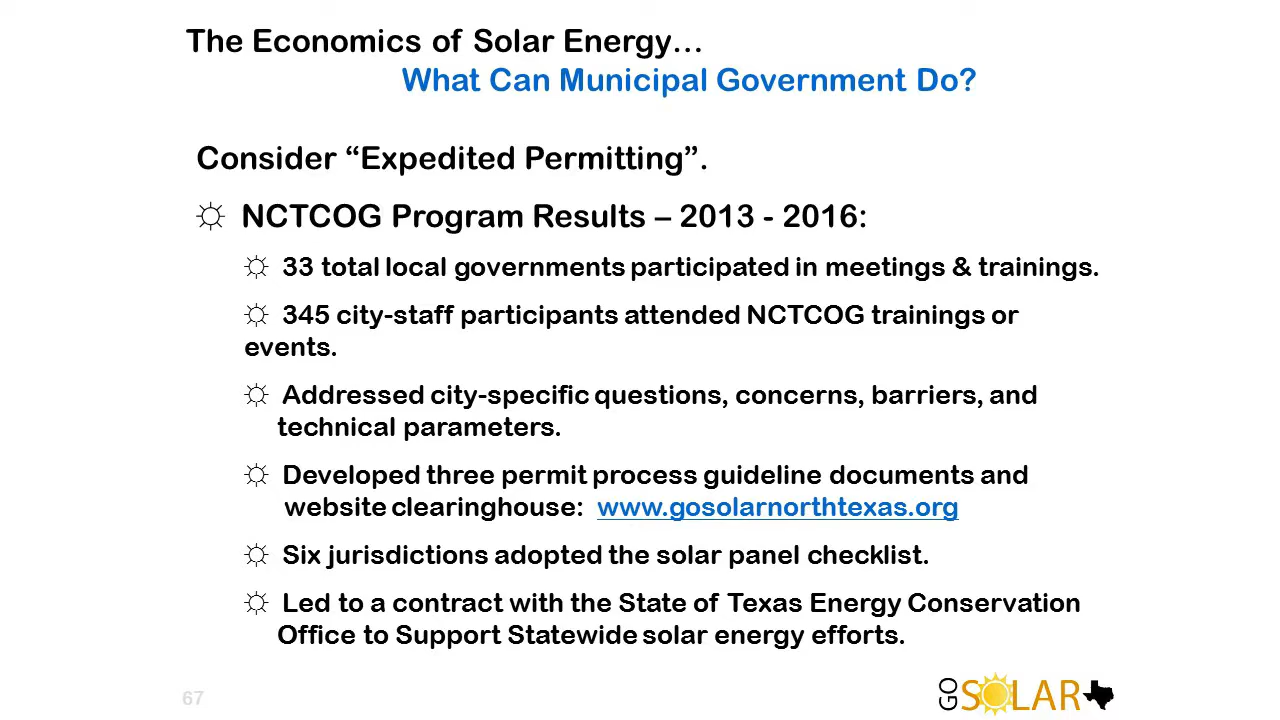 The Economics of Solar Energy…
What Can Municipal Government Do?
Consider “Expedited Permitting”.
☼ NCTCOG Program Results – 2013 - 2016:
☼ 33 total local governments participated in meetings & trainings.
☼ 345 city-staff participants attended NCTCOG trainings or
events.
☼ Addressed city-specific questions, concerns, barriers, and
technical parameters.
☼ Developed three permit process guideline documents and
website clearinghouse: www.gosolarnorthtexas.org
☼ Six jurisdictions adopted the solar panel checklist.
☼ Led to a contract with the State of Texas Energy Conservation
Office to Support Statewide solar energy efforts.
67
GO SOLAR